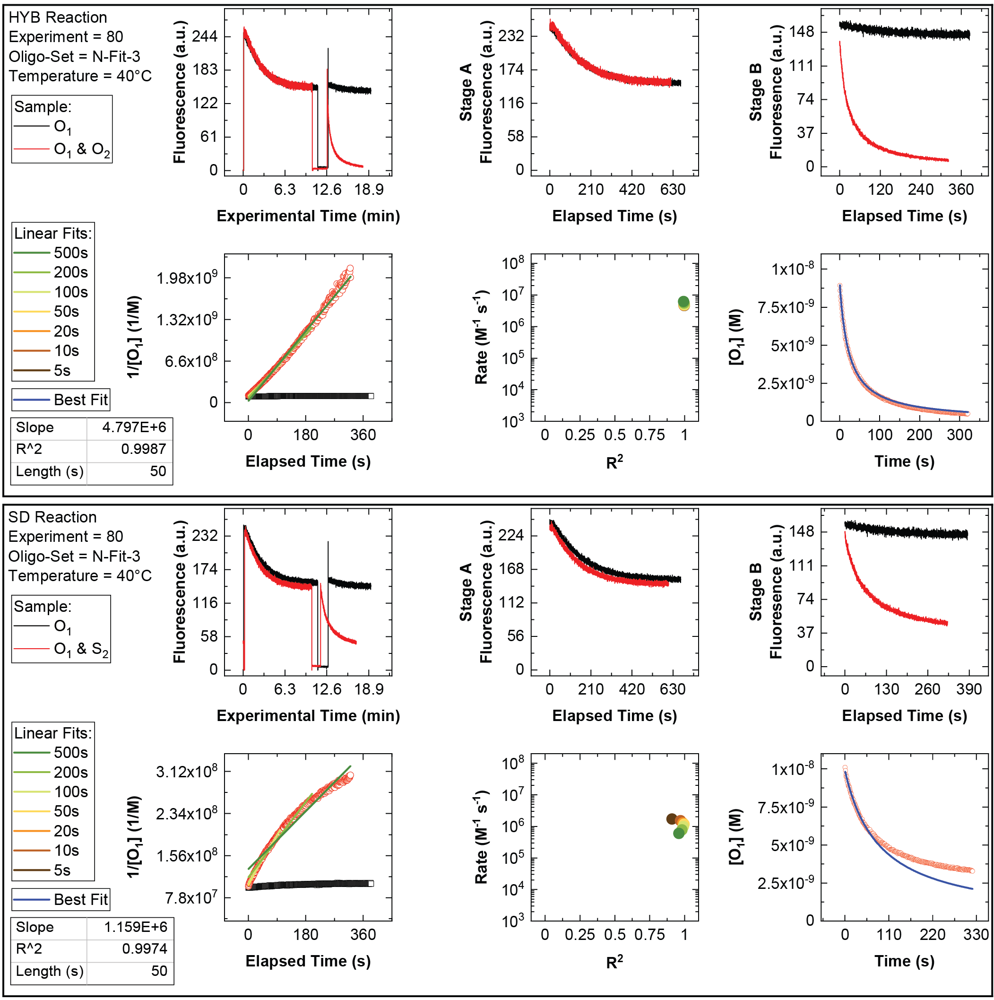 HYB Reaction
Experiment = 80
Oligo-Set = N-Fit-3
Temperature = 40°C
Sample:
O1
O1 & O2
Fluorescence (a.u.)
244
183
122
61
0
0 6.3 12.6 18.9
Experimental Time (min)
Stage A
Fluorescence (a.u.)
232
174
116
58
0
0 210 420 630
Elapsed Time (s)
Stage B
Fluoresence (a.u.)
148
111
74
37
0
0 120 240 360
Elapsed Time (s)
Linear Fits:
500s
200s
100s
50s
20s
10s
5s
Best Fit
Slope 4.797E+6
R^2 0.9987
Length (s) 50
1/[O1] (1/M)
1.98x10^9
1.32x10^9
6.6x10^8
0
0 180 360
Elapsed Time (s)
Rate (M^-1 s^-1)
10^8
10^7
10^6
10^5
10^4
10^3
0 0.25 0.5 0.75 1
R^2
[O1] (M)
1x10^-8
7.5x10^-9
5x10^-9
2.5x10^-9
0
0 100 200 300
Time (s)
SD Reaction
Experiment = 80
Oligo-Set = N-Fit-3
Temperature = 40°C
Sample:
O1
O1 & S2
Fluorescence (a.u.)
232
174
116
58
0
0 6.3 12.6 18.9
Experimental Time (min)
Stage A
Fluorescence (a.u.)
224
168
112
56
0
0 210 420 630
Elapsed Time (s)
Stage B
Fluoresence (a.u.)
148
111
74
37
0
0 130 260 390
Elapsed Time (s)
Linear Fits:
500s
200s
100s
50s
20s
10s
5s
Best Fit
Slope 1.159E+6
R^2 0.9974
Length (s) 50
1/[O1] (1/M)
3.12x10^8
2.34x10^8
1.56x10^8
7.8x10^7
0 180 360
Elapsed Time (s)
Rate (M^-1 s^-1)
10^8
10^7
10^6
10^5
10^4
10^3
0 0.25 0.5 0.75 1
R^2
[O1] (M)
1x10^-8
7.5x10^-9
5x10^-9
2.5x10^-9
0
0 110 220 330
Time (s)